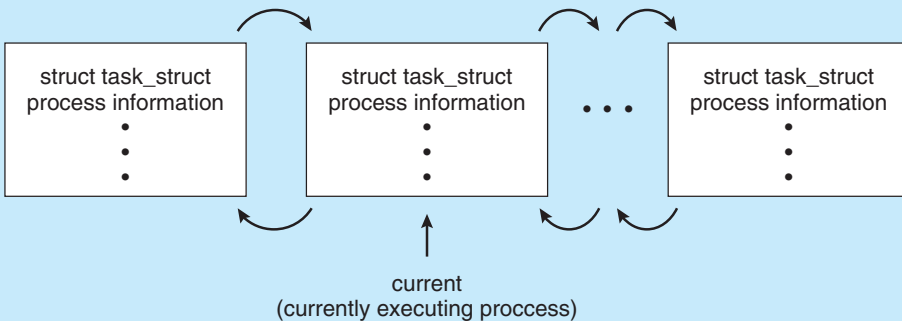 struct task_struct
process information
•
•
•
struct task_struct
process information
•
•
•
• • •
struct task_struct
process information
•
•
•
current
(currently executing proccess)